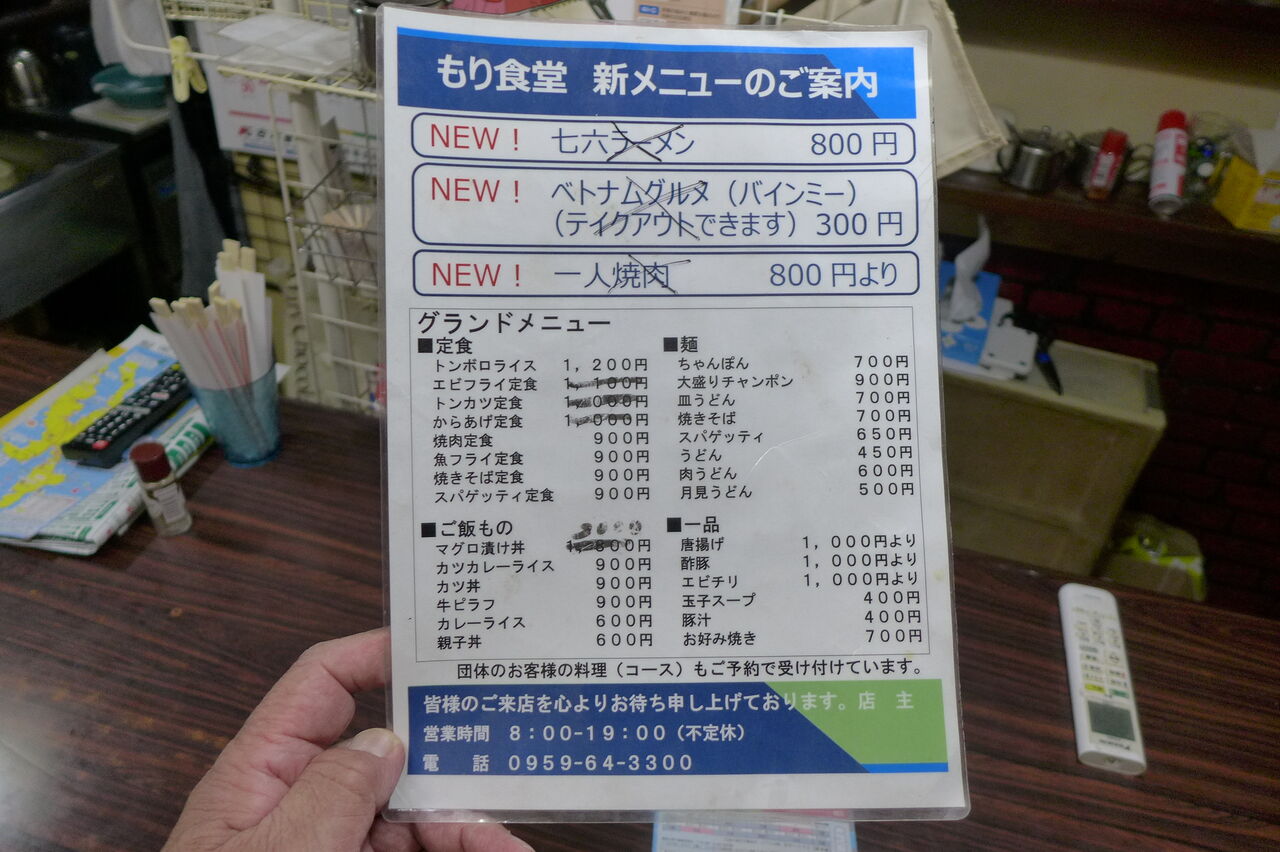 もり食堂 新メニューのご案内
NEW! 七六ラーメン 800円
NEW! ベトナムグルメ(バインミー)
(テイクアウトできます) 300円
NEW! 一人焼肉 800円より
グランドメニュー
■定食
トンボロライス 1,200円
エビフライ定食 1,100円
トンカツ定食 1,000円
からあげ定食 1,000円
焼肉定食 900円
魚フライ定食 900円
焼きそば定食 900円
スパゲッティ定食 900円
■麺
ちゃんぽん 700円
大盛りチャンポン 900円
皿うどん 700円
焼きそば 700円
スパゲッティ 650円
うどん 450円
肉うどん 600円
月見うどん 500円
■ご飯もの
マグロ漬け丼 1,800円
カツカレーライス 900円
カツ丼 900円
牛ピラフ 900円
カレーライス 600円
親子丼 600円
■一品
唐揚げ 1,000円より
酢豚 1,000円より
エビチリ 1,000円より
玉子スープ 400円
豚汁 400円
お好み焼き 700円
団体のお客様の料理(コース)もご予約で受け付けています。
皆様のご来店を心よりお待ち申し上げております。店 主
営業時間 8:00-19:00(不定休)
電 話 0959-64-3300